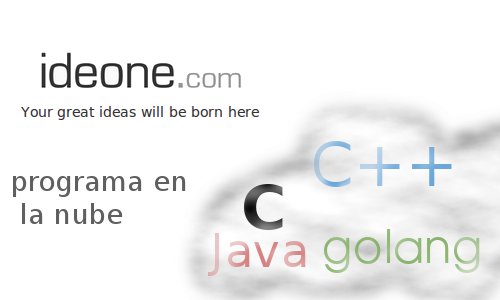 ideone.com
Your great ideas will be born here
C++
programa en
la nube
c
Java golang